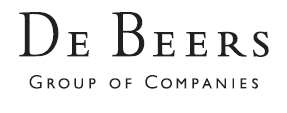 DE BEERS
GROUP OF COMPANIES